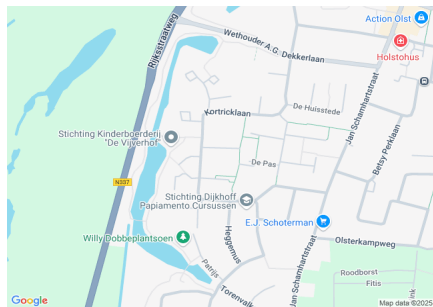 Action Olst
Wethouder A.G. Dekkerlaan
Rijksstraatweg
Holstohus
De Huisstede
Kortricklaan
Jan Schamhartstraat
Stichting Kinderboerderij
"De Vijverhof"
Betsy Perklaan
De Pas
N337
Stichting Dijkhoff
Papiamento Cursussen
E.J. Schoterman
Willy Dobbeplantsoen
Heggemus
Olsterkampweg
Patrijs
Jan Schamhartstraat
Roodborst
Fitis
Torenvalk
Google
Map data ©2025